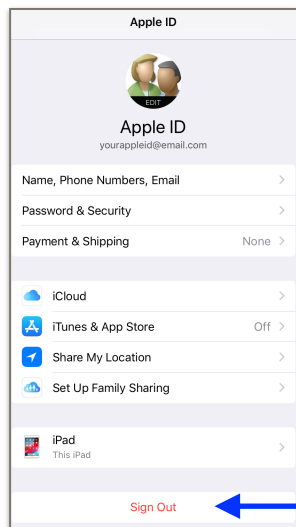 Apple ID
EDIT
Apple ID
yourappleid@email.com
Name, Phone Numbers, Email
Password & Security
Payment & Shipping None
iCloud
iTunes & App Store Off
Share My Location
Set Up Family Sharing
iPad
This iPad
Sign Out